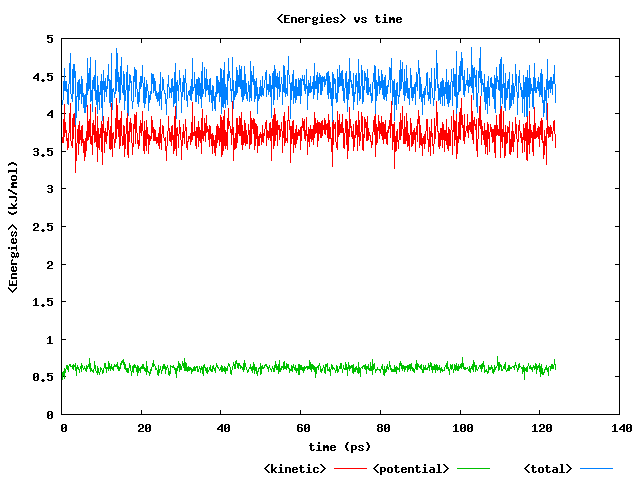 <Energies> vs time
5
4.5
4
3.5
3
2.5
2
1.5
1
0.5
0
<Energies> (kJ/mol)
0 20 40 60 80 100 120 140
time (ps)
<kinetic> <potential> <total>